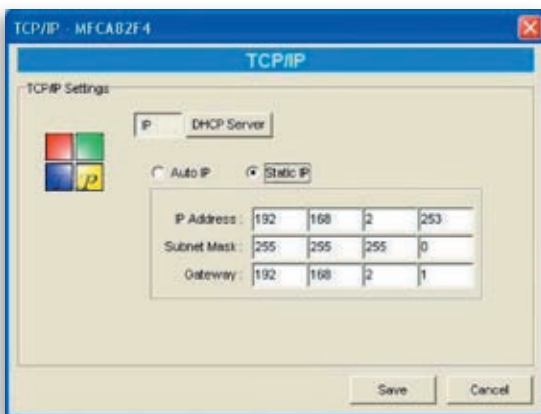 TCP/IP - MFCA82F4
TCP/IP
TCP/IP Settings
IP DHCP Server
Auto IP Static IP
IP Address : 192 168 2 253
Subnet Mask : 255 255 255 0
Gateway : 192 168 2 1
Save Cancel